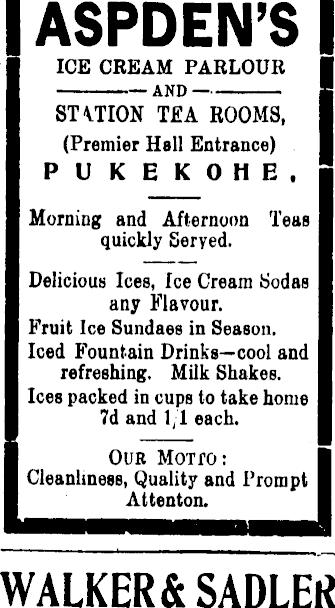 ASPDEN'S
ICE CREAM PARLOUR
AND
STATION TEA ROOMS,
(Premier Hall Entrance)
PUKEKOHE.
Morning and Afternoon Teas
quickly Served.
Delicious Ices, Ice Cream Sodas
any Flavour.
Fruit Ice Sundaes in Season.
Iced Fountain Drinks—cool and
refreshing. Milk Shakes.
Ices packed in cups to take home
7d and 1/1 each.
OUR MOTTO:
Cleanliness, Quality and Prompt
Attenton.
WALKER & SADLER